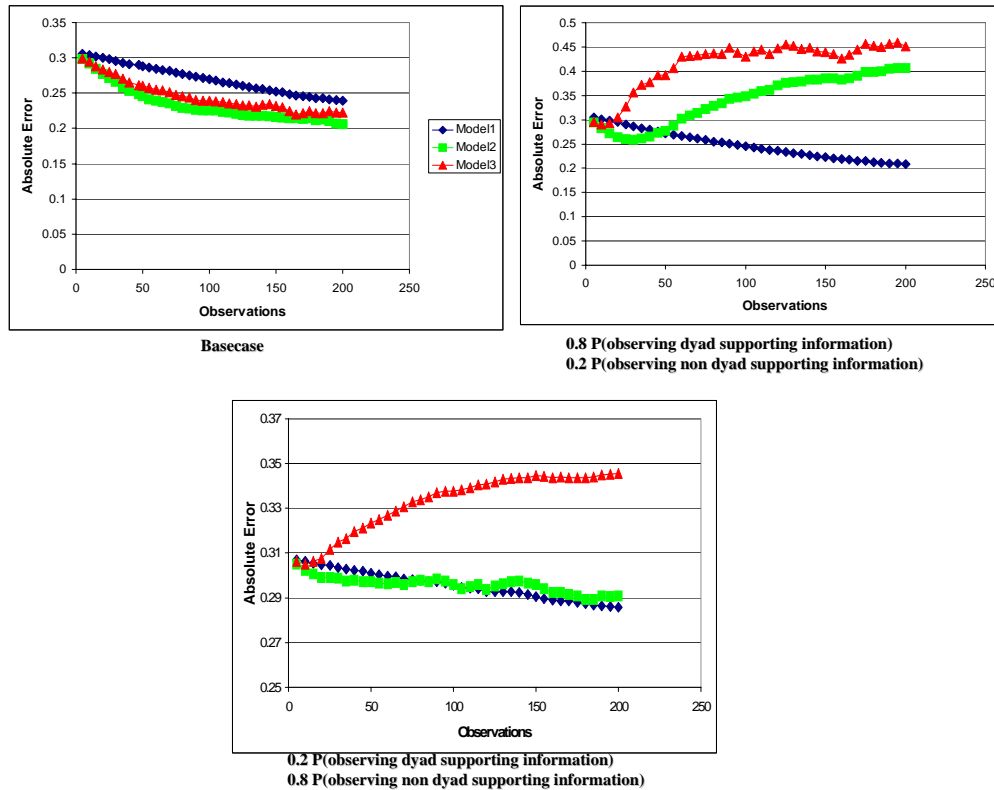 0.35
0.3
0.25
0.2
0.15
0.1
0.05
0
0 50 100 150 200 250
Absolute Error
Observations
Model1
Model2
Model3
Basecase
0.5
0.45
0.4
0.35
0.3
0.25
0.2
0.15
0.1
0.05
0
0 50 100 150 200 250
Absolute Error
Observations
0.8 P(observing dyad supporting information)
0.2 P(observing non dyad supporting information)
0.37
0.35
0.33
0.31
0.29
0.27
0.25
0 50 100 150 200 250
Absolute Error
Observations
0.2 P(observing dyad supporting information)
0.8 P(observing non dyad supporting information)